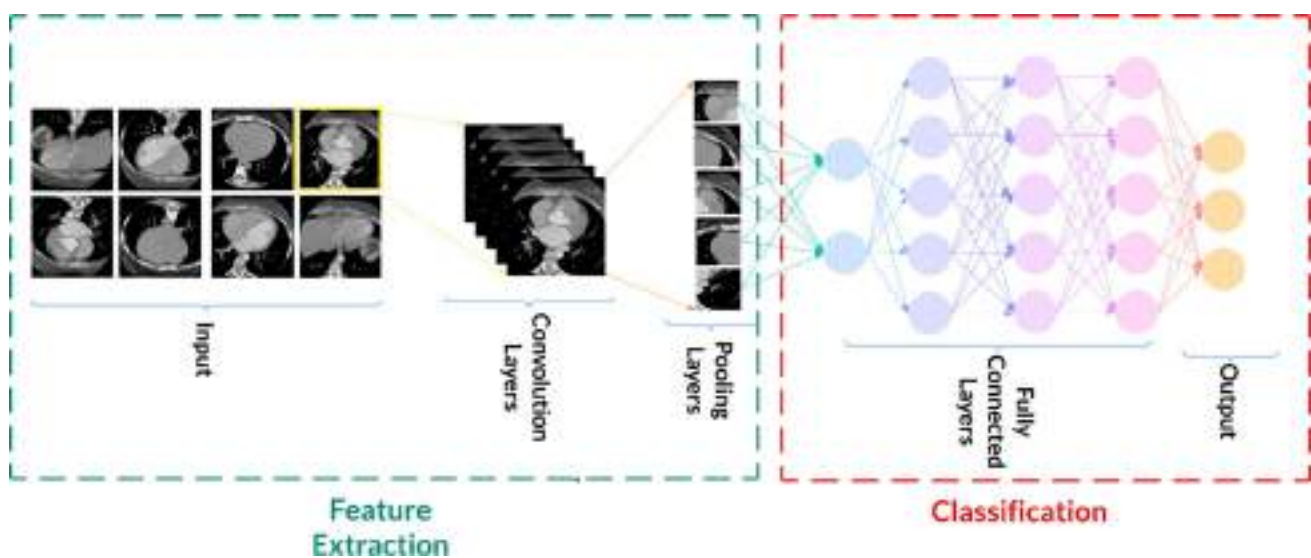 Input
Convolution
Layers
Pooling
Layers
Fully
Connected
Layers
Output
Feature
Extraction
Classification